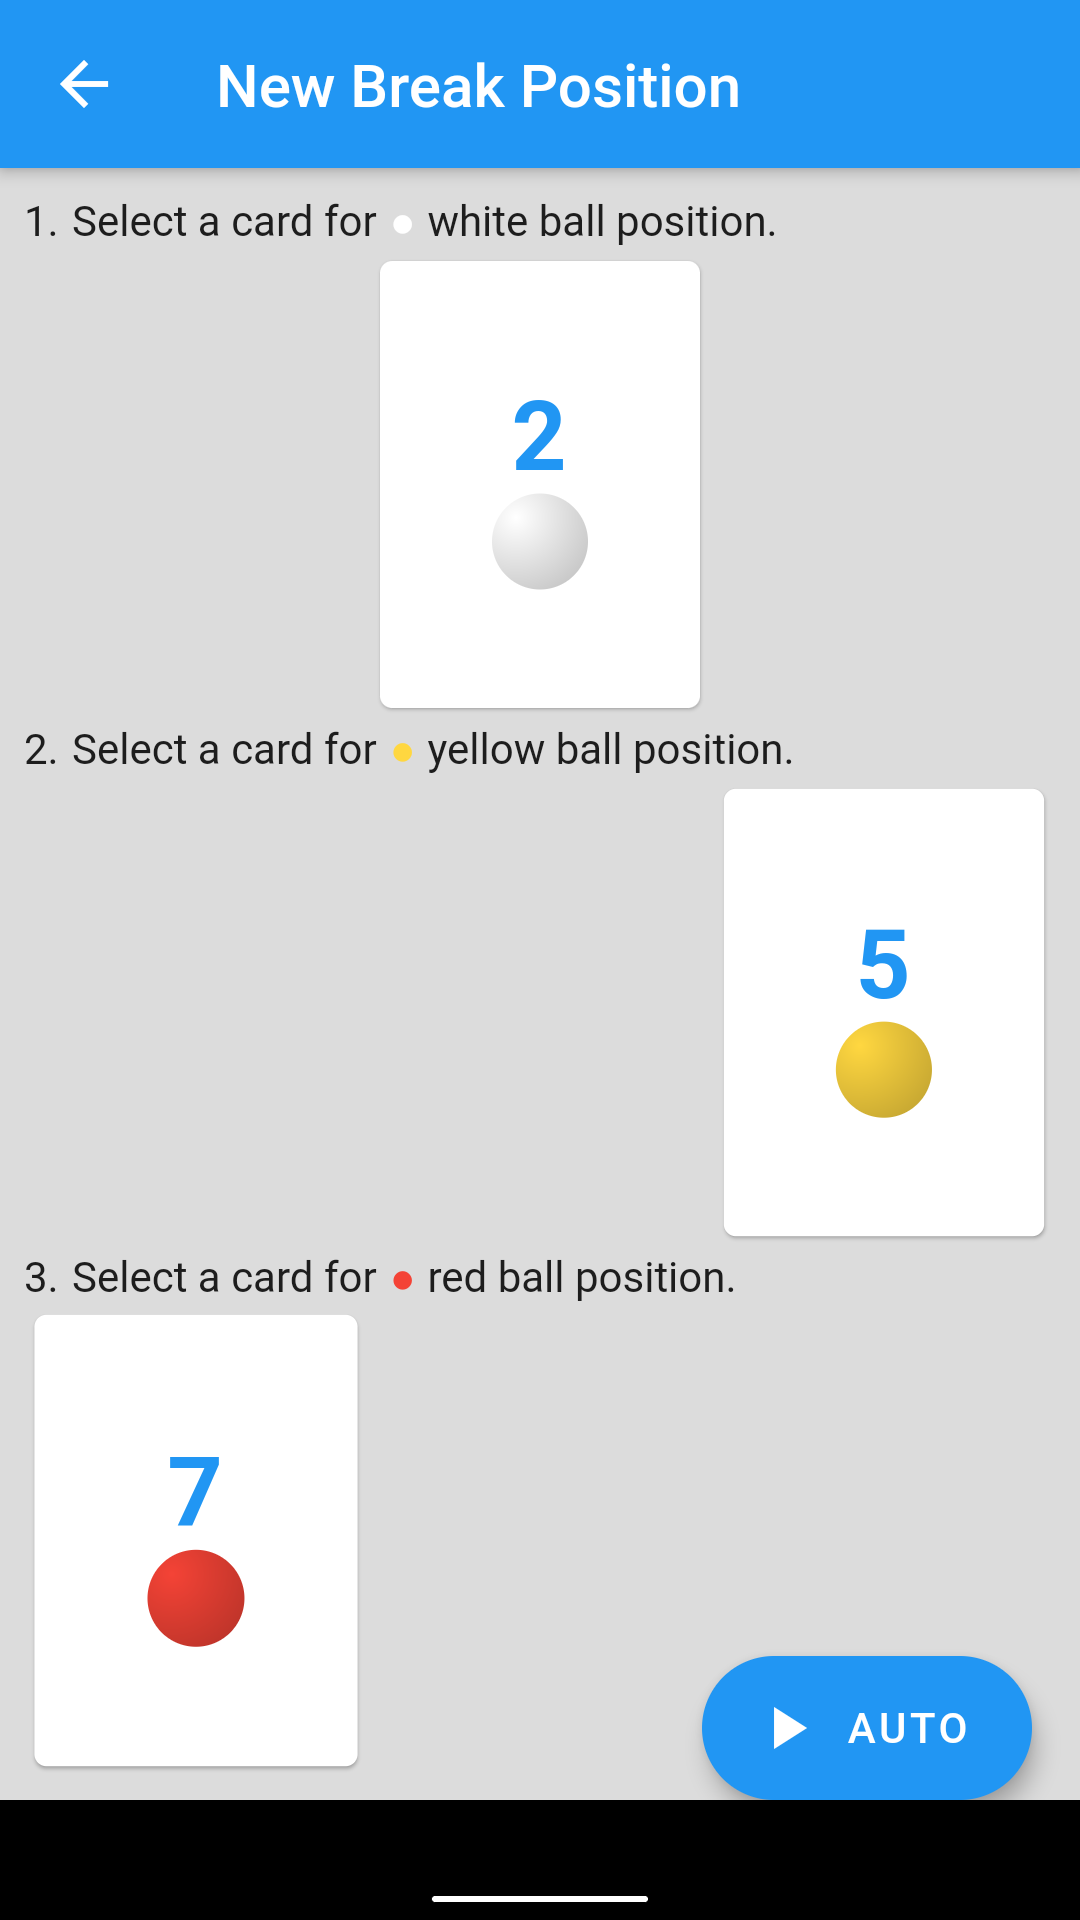 New Break Position
1. Select a card for white ball position.
2
2. Select a card for yellow ball position.
5
3. Select a card for red ball position.
7
AUTO